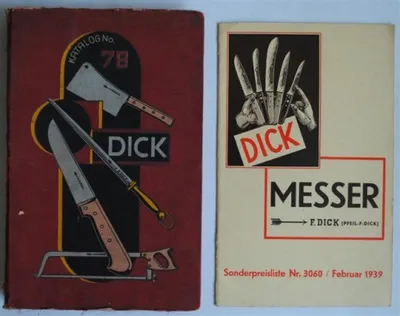 KATALOG No.
78
DICK
DICK
MESSER
F. DICK (PFEIL-F-DICK)
Sonderpreisliste Nr. 3060 / Februar 1939